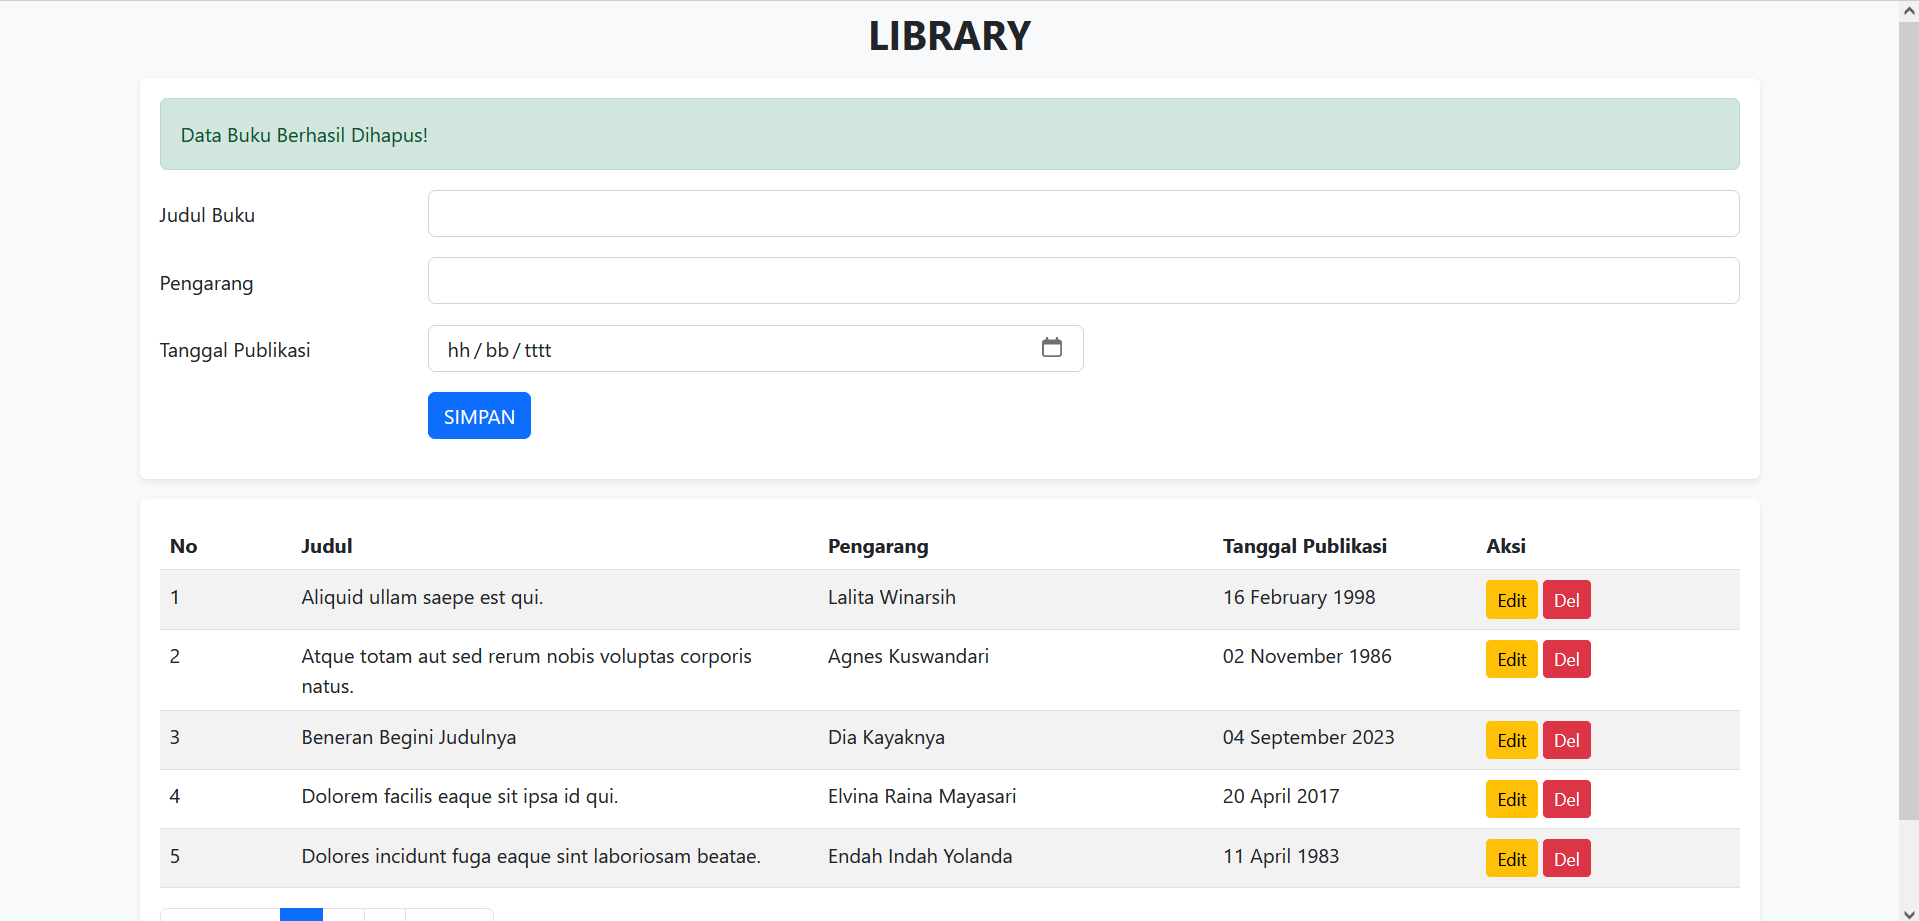 LIBRARY
Data Buku Berhasil Dihapus!
Judul Buku
Pengarang
Tanggal Publikasi hh/bb/tttt
SIMPAN
No Judul Pengarang Tanggal Publikasi Aksi
1 Aliquid ullam saepe est qui. Lalita Winarsih 16 February 1998 Edit Del
2 Atque totam aut sed rerum nobis voluptas corporis Agnes Kuswandari 02 November 1986 Edit Del
natus.
3 Beneran Begini Judulnya Dia Kayaknya 04 September 2023 Edit Del
4 Dolorem facilis eaque sit ipsa id qui. Elvina Raina Mayasari 20 April 2017 Edit Del
5 Dolores incidunt fuga eaque sint laboriosam beatae. Endah Indah Yolanda 11 April 1983 Edit Del